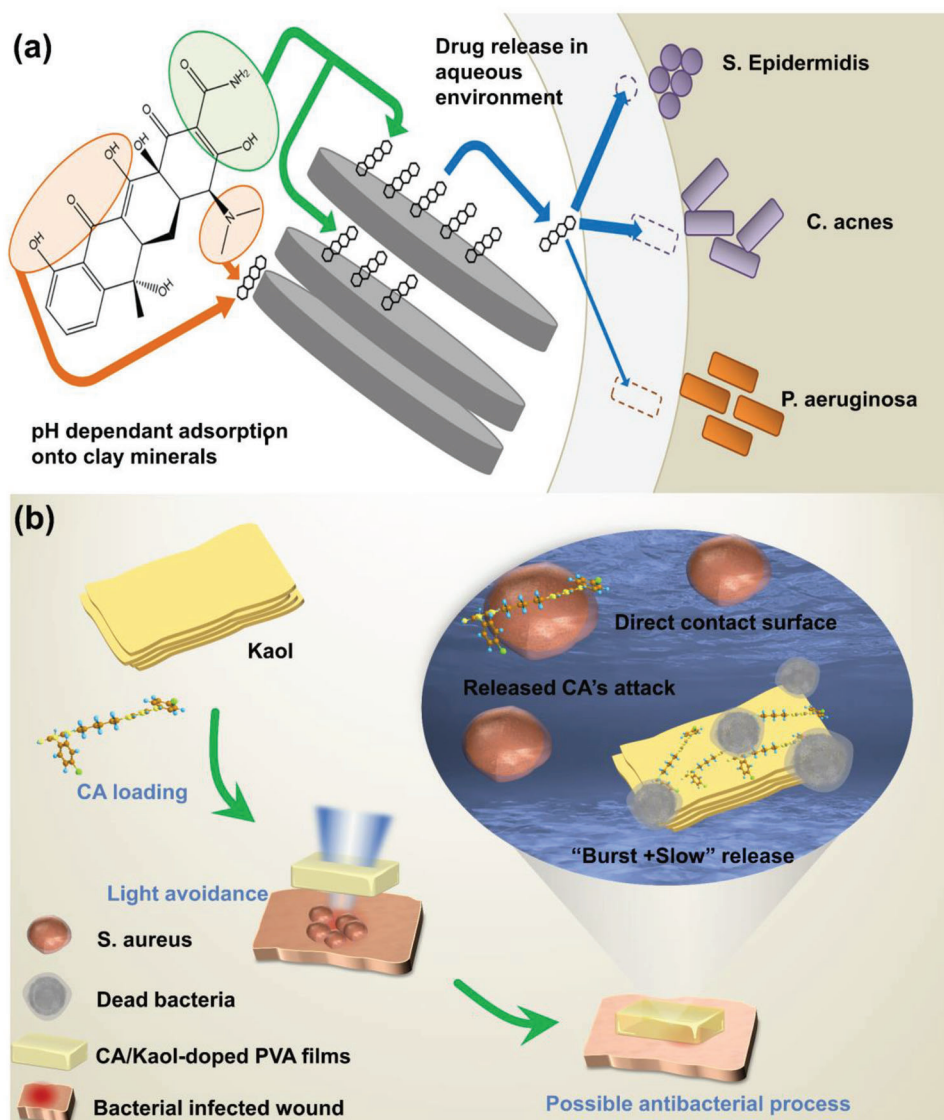 (a)
O
NH₂
O
OH
OH
OH
O
OH
N
OH
Drug release in
aqueous
environment
S. Epidermidis
C. acnes
P. aeruginosa
pH dependant adsorption
onto clay minerals
(b)
Kaol
CA loading
Light avoidance
S. aureus
Dead bacteria
CA/Kaol-doped PVA films
Bacterial infected wound
Direct contact surface
Released CA's attack
“Burst +Slow” release
Possible antibacterial process